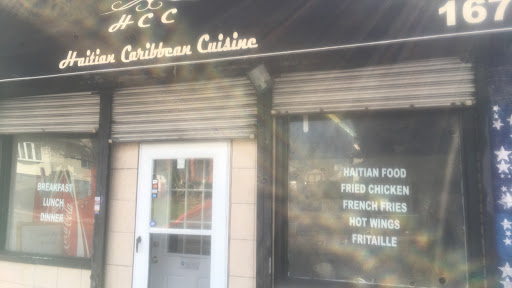 HCC
167
Haitian Caribbean Cuisine
BREAKFAST
LUNCH
DINNER
HAITIAN FOOD
FRIED CHICKEN
FRENCH FRIES
HOT WINGS
FRITAILLE